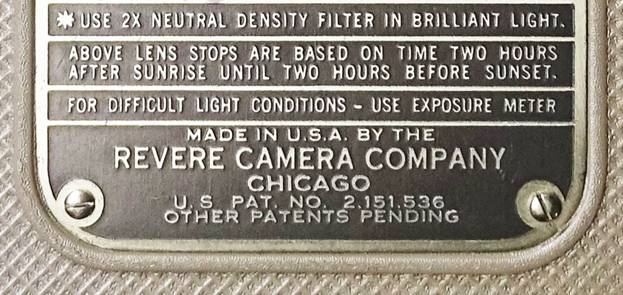 * USE 2X NEUTRAL DENSITY FILTER IN BRILLIANT LIGHT.
ABOVE LENS STOPS ARE BASED ON TIME TWO HOURS
AFTER SUNRISE UNTIL TWO HOURS BEFORE SUNSET.
FOR DIFFICULT LIGHT CONDITIONS - USE EXPOSURE METER
MADE IN U.S.A. BY THE
REVERE CAMERA COMPANY
CHICAGO
U.S PAT. NO. 2.151.536
OTHER PATENTS PENDING